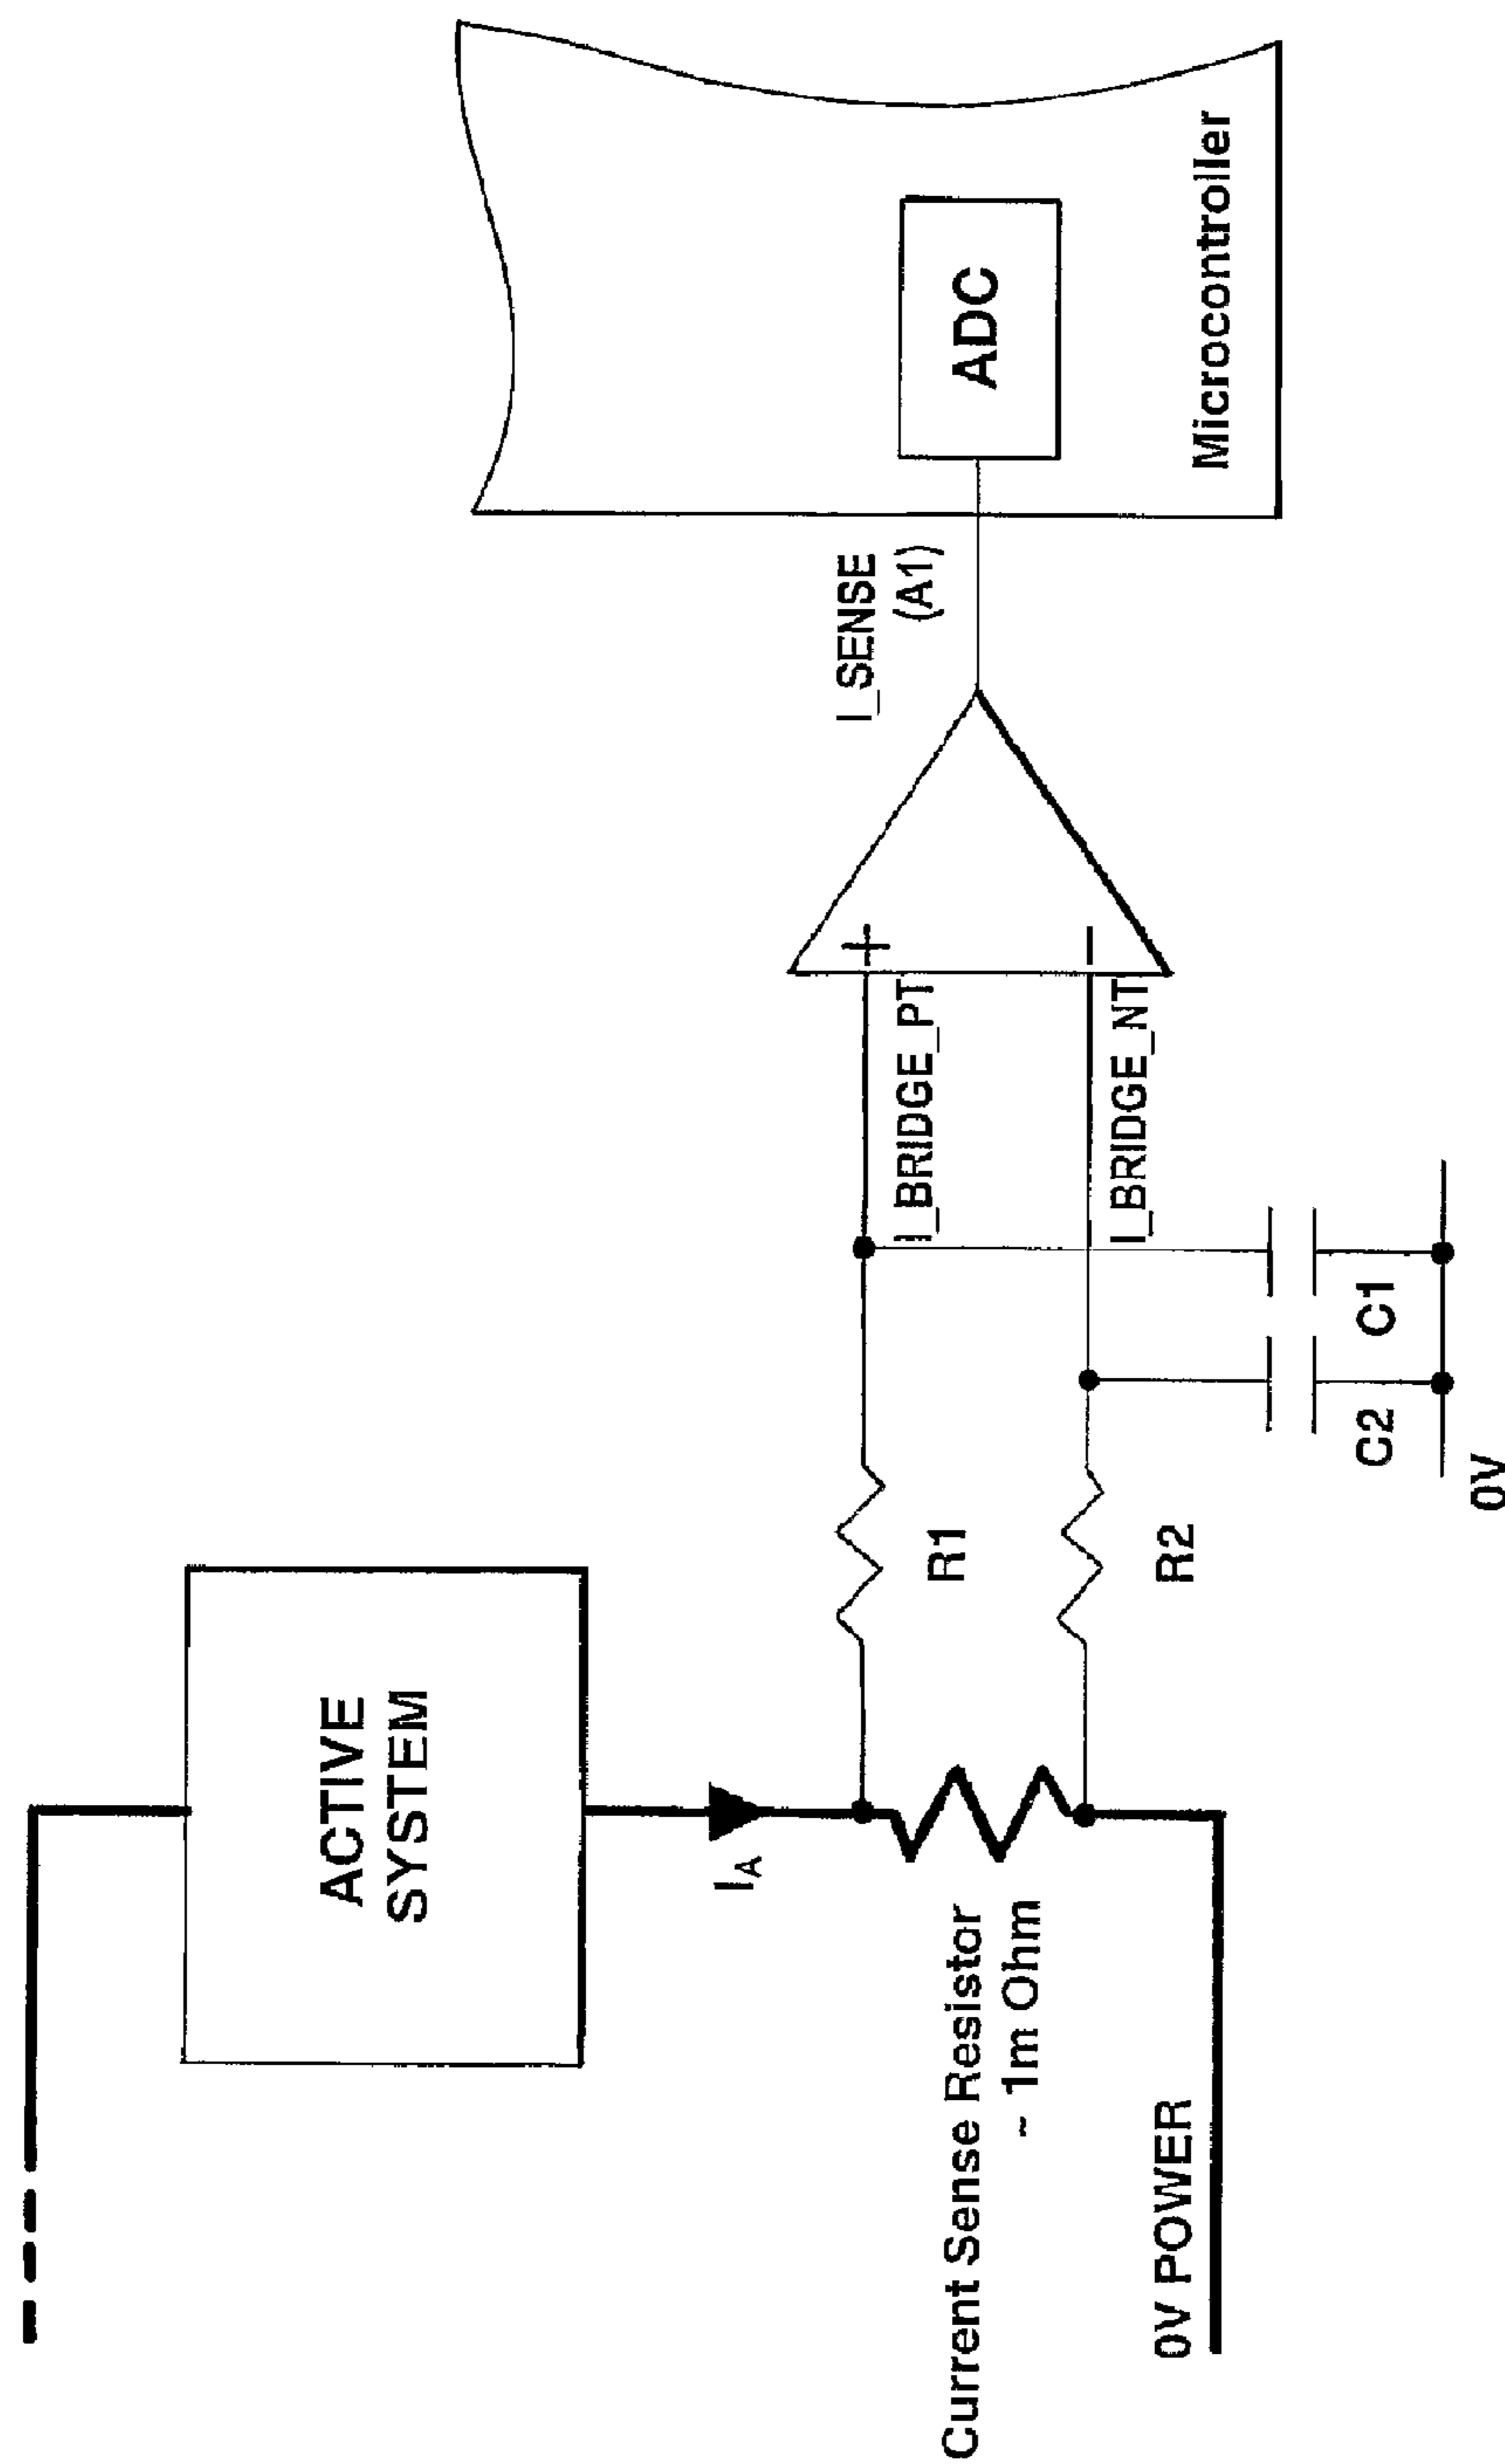 ACTIVE
SYSTEM
I_A
Current Sense Resistor
~ 1m Ohm
0V POWER
R1
R2
C2
C1
0V
I_BRIDGE_PT
I_BRIDGE_NT
+
−
I_SENSE
(A1)
ADC
Microcontroller